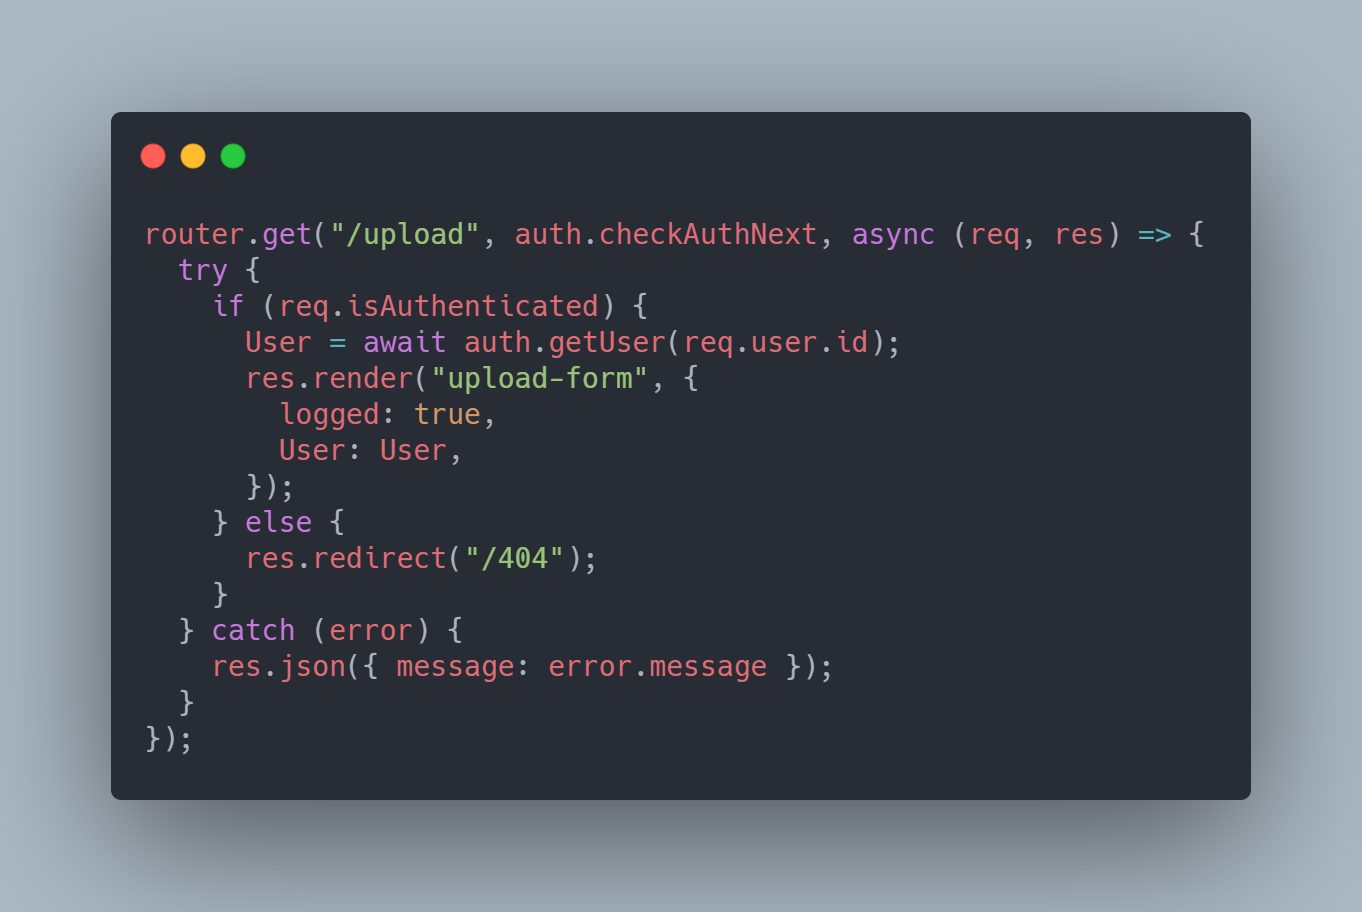 router.get("/upload", auth.checkAuthNext, async (req, res) => {
  try {
    if (req.isAuthenticated) {
      User = await auth.getUser(req.user.id);
      res.render("upload-form", {
        logged: true,
        User: User,
      });
    } else {
      res.redirect("/404");
    }
  } catch (error) {
    res.json({ message: error.message });
  }
});